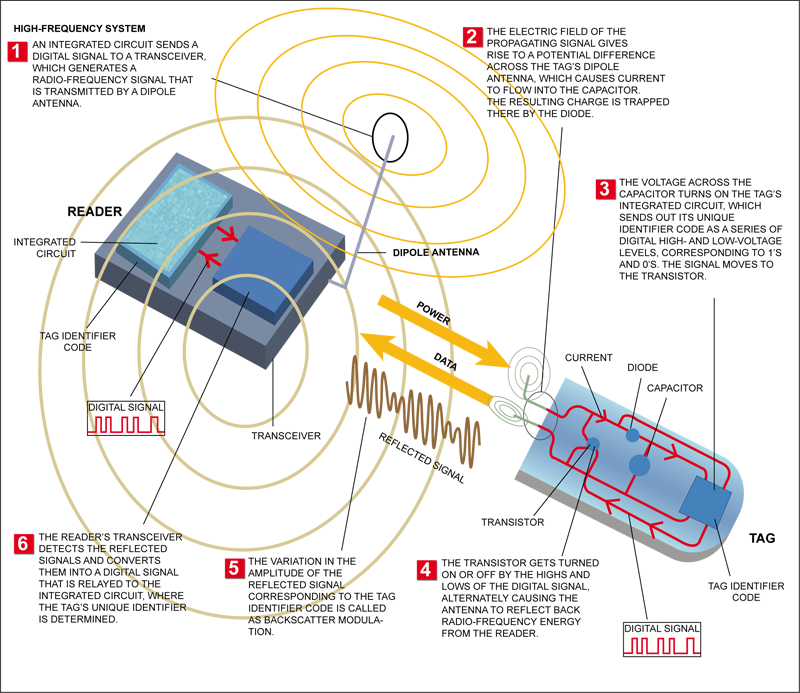 HIGH-FREQUENCY SYSTEM
1
AN INTEGRATED CIRCUIT SENDS A
DIGITAL SIGNAL TO A TRANSCEIVER,
WHICH GENERATES A
RADIO-FREQUENCY SIGNAL THAT
IS TRANSMITTED BY A DIPOLE
ANTENNA.
2
THE ELECTRIC FIELD OF THE
PROPAGATING SIGNAL GIVES
RISE TO A POTENTIAL DIFFERENCE
ACROSS THE TAG'S DIPOLE
ANTENNA, WHICH CAUSES CURRENT
TO FLOW INTO THE CAPACITOR.
THE RESULTING CHARGE IS TRAPPED
THERE BY THE DIODE.
3
THE VOLTAGE ACROSS THE
CAPACITOR TURNS ON THE TAG'S
INTEGRATED CIRCUIT, WHICH
SENDS OUT ITS UNIQUE
IDENTIFIER CODE AS A SERIES OF
DIGITAL HIGH- AND LOW-VOLTAGE
LEVELS, CORRESPONDING TO 1'S
AND 0'S. THE SIGNAL MOVES TO
THE TRANSISTOR.
READER
INTEGRATED
CIRCUIT
DIPOLE ANTENNA
TAG IDENTIFIER
CODE
POWER
DATA
CURRENT
DIODE
CAPACITOR
DIGITAL SIGNAL
TRANSCEIVER
REFLECTED SIGNAL
TRANSISTOR
TAG
TAG IDENTIFIER
CODE
DIGITAL SIGNAL
6
THE READER'S TRANSCEIVER
DETECTS THE REFLECTED
SIGNALS AND CONVERTS
THEM INTO A DIGITAL SIGNAL
THAT IS RELAYED TO THE
INTEGRATED CIRCUIT, WHERE
THE TAG'S UNIQUE IDENTIFIER
IS DETERMINED.
5
THE VARIATION IN THE
AMPLITUDE OF THE
REFLECTED SIGNAL
CORRESPONDING TO THE TAG
IDENTIFIER CODE IS CALLED
AS BACKSCATTER MODULA-
TION.
4
THE TRANSISTOR GETS TURNED
ON OR OFF BY THE HIGHS AND
LOWS OF THE DIGITAL SIGNAL,
ALTERNATELY CAUSING THE
ANTENNA TO REFLECT BACK
RADIO-FREQUENCY ENERGY
FROM THE READER.